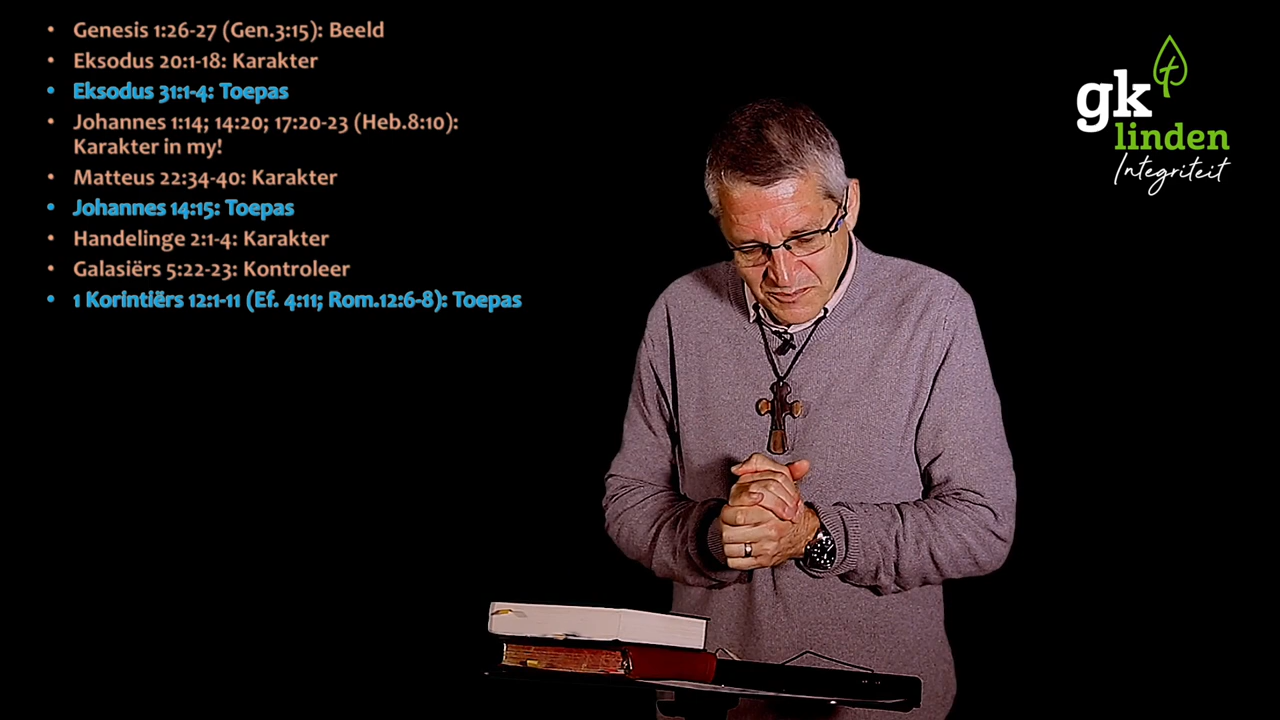 Genesis 1:26-27 (Gen.3:15): Beeld
Eksodus 20:1-18: Karakter
Eksodus 31:1-4: Toepas
Johannes 1:14; 14:20; 17:20-23 (Heb.8:10):
Karakter in my!
Matteus 22:34-40: Karakter
Johannes 14:15: Toepas
Handelinge 2:1-4: Karakter
Galasiërs 5:22-23: Kontroleer
1 Korintiërs 12:1-11 (Ef. 4:11; Rom.12:6-8): Toepas
gk
linden
Integriteit